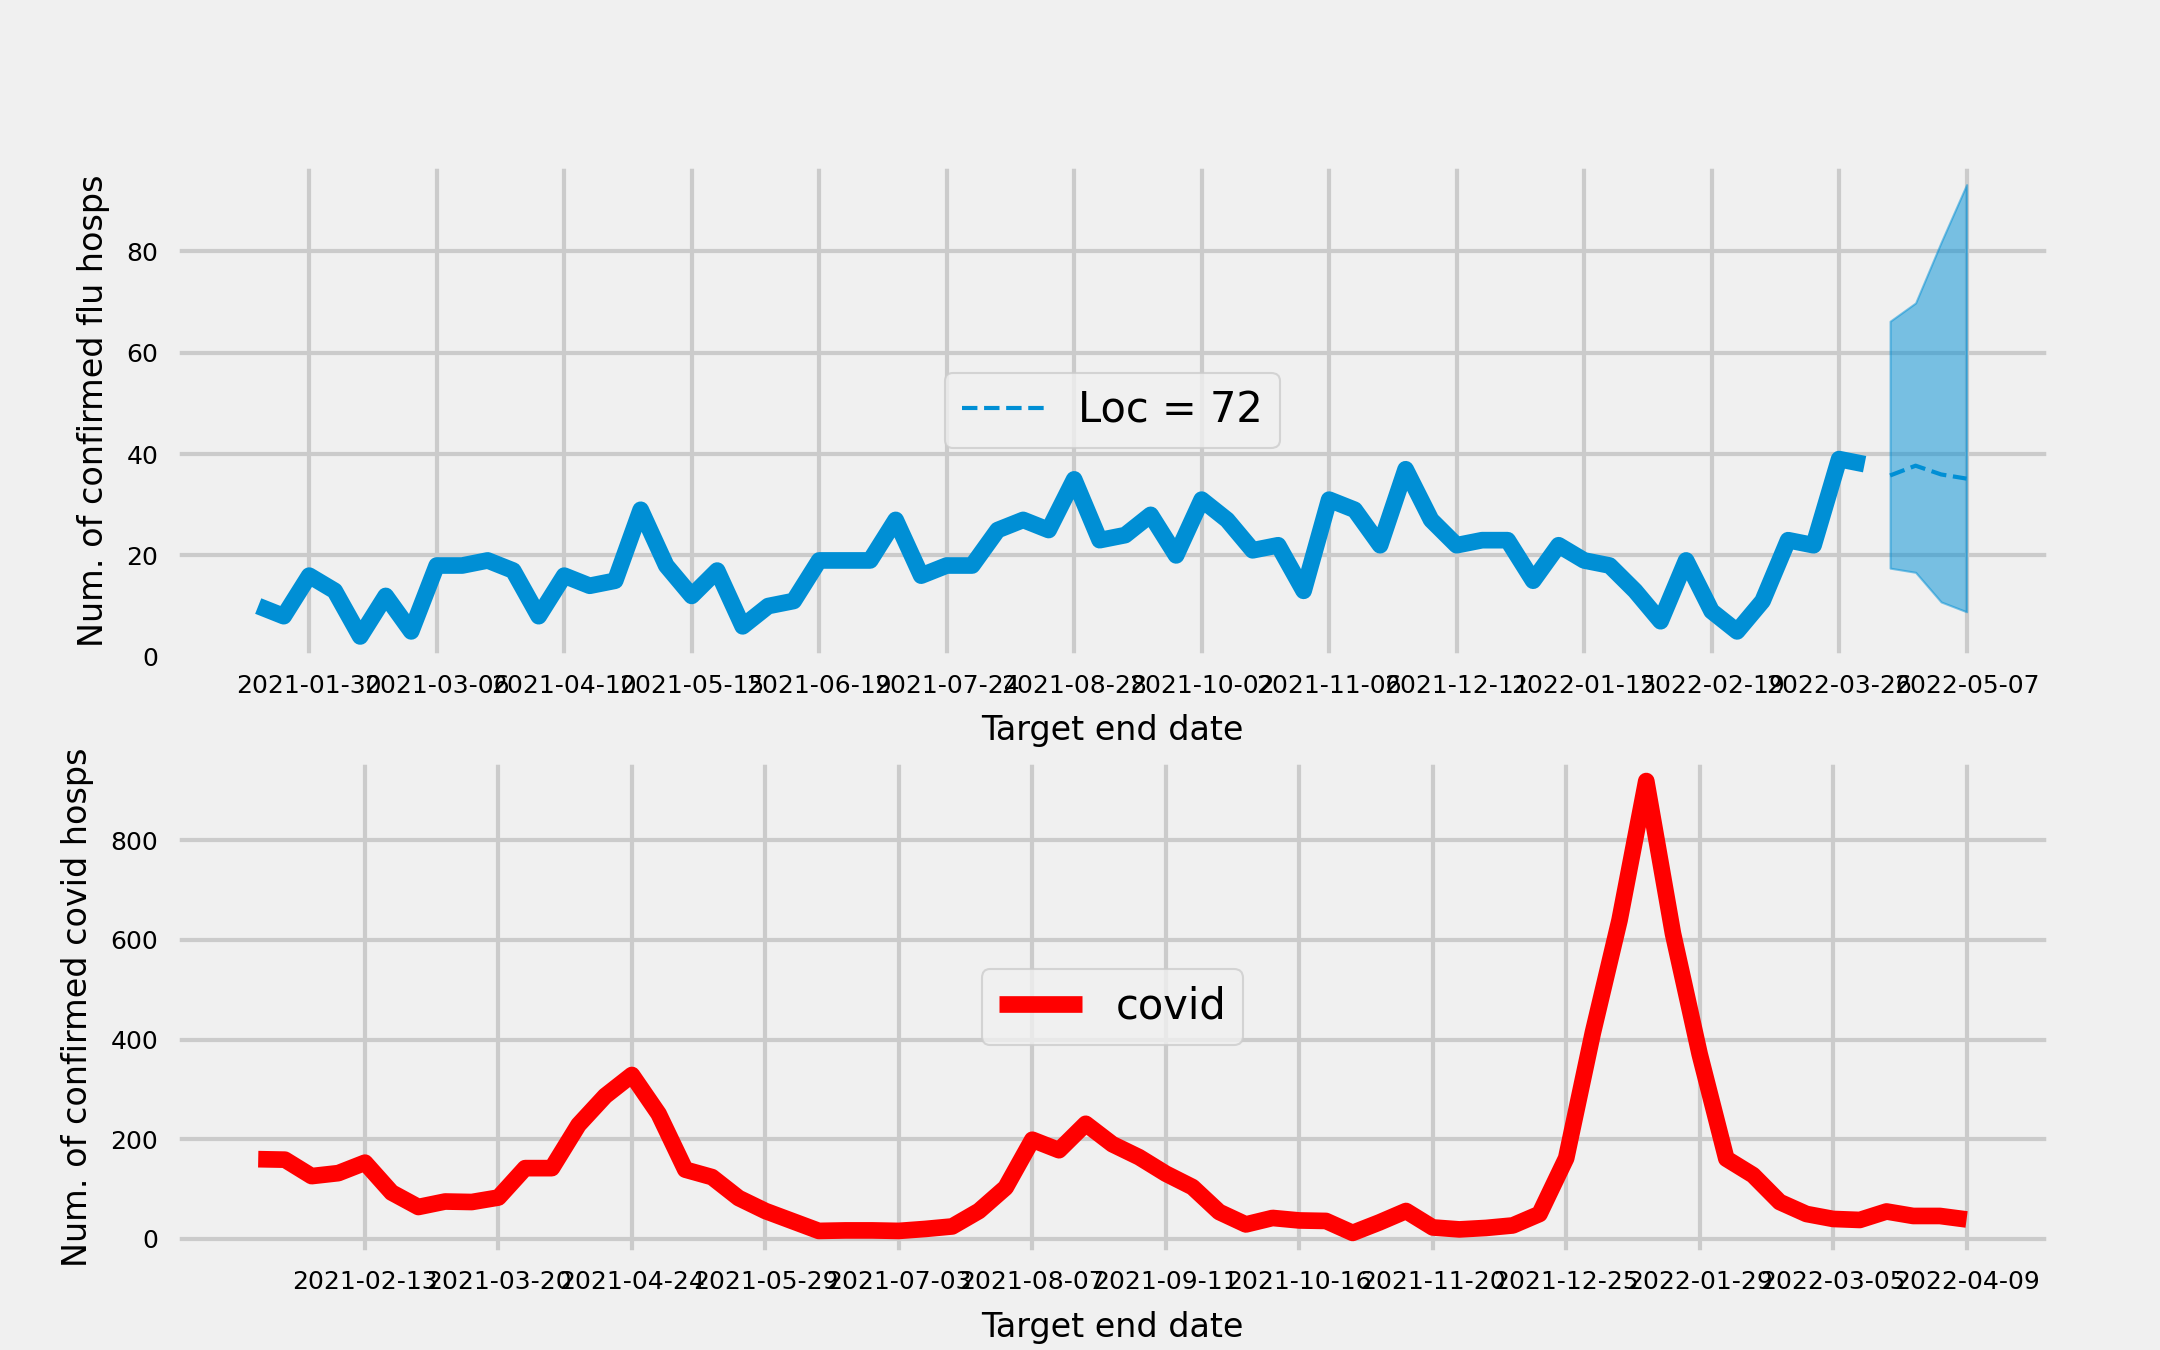 Num. of confirmed flu hosps
80
60
40
20
0
Loc = 72
2021-01-30 2021-03-06 2021-04-10 2021-05-15 2021-06-19 2021-07-24 2021-08-28 2021-10-02 2021-11-06 2021-12-11 2022-01-15 2022-02-19 2022-03-26 2022-05-07
Target end date
Num. of confirmed covid hosps
800
600
400
200
0
covid
2021-02-13 2021-03-20 2021-04-24 2021-05-29 2021-07-03 2021-08-07 2021-09-11 2021-10-16 2021-11-20 2021-12-25 2022-01-29 2022-03-05 2022-04-09
Target end date